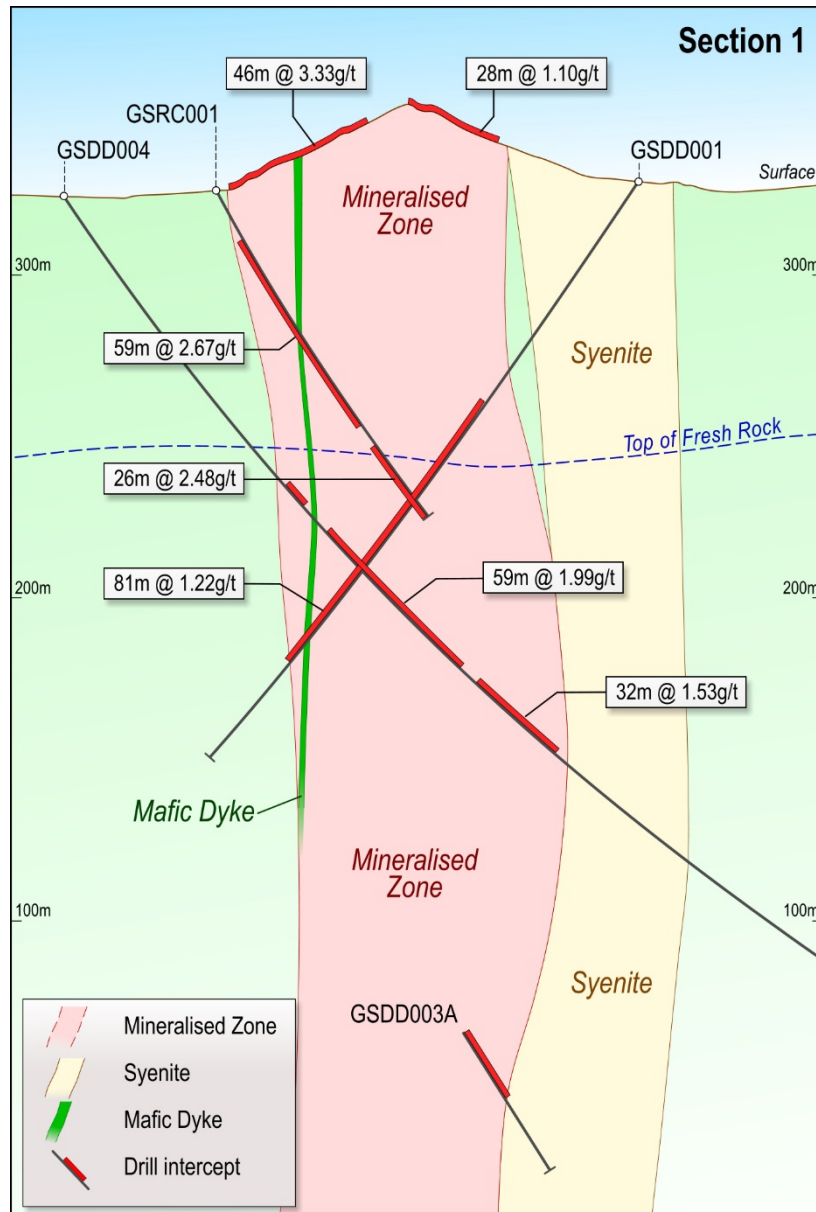 Section 1
46m @ 3.33g/t
28m @ 1.10g/t
GSRC001
GSDD004
GSDD001
Surface
Mineralised
Zone
300m
300m
59m @ 2.67g/t
Syenite
Top of Fresh Rock
26m @ 2.48g/t
81m @ 1.22g/t
59m @ 1.99g/t
200m
200m
32m @ 1.53g/t
Mafic Dyke
Mineralised
Zone
100m
100m
Syenite
GSDD003A
Mineralised Zone
Syenite
Mafic Dyke
Drill intercept